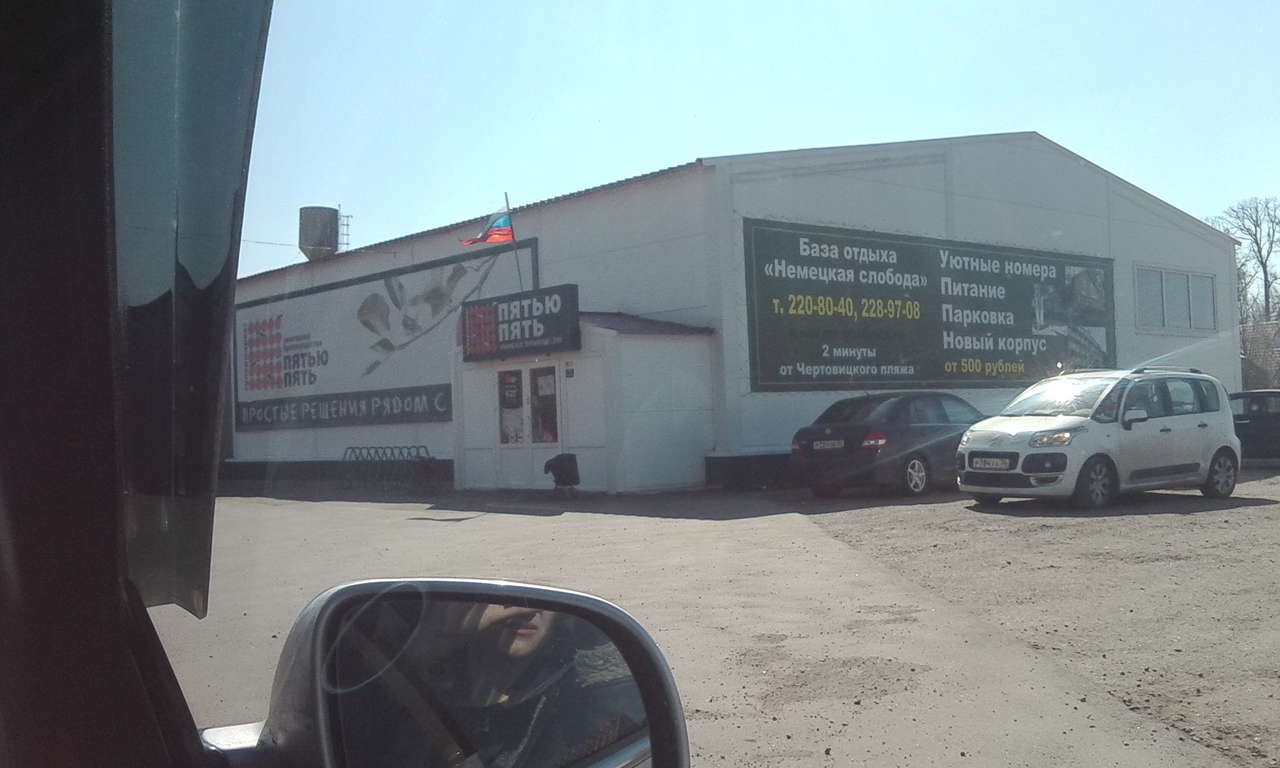 ПЯТЬЮ
ПЯТЬ
ПРОСТЫЕ РЕШЕНИЯ РЯДОМ С
ПЯТЬЮ
ПЯТЬ
База отдыха
«Немецкая слобода»
т. 220-80-40, 228-97-08
2 минуты
от Чертовицкого пляжа
Уютные номера
Питание
Парковка
Новый корпус
от 500 рублей